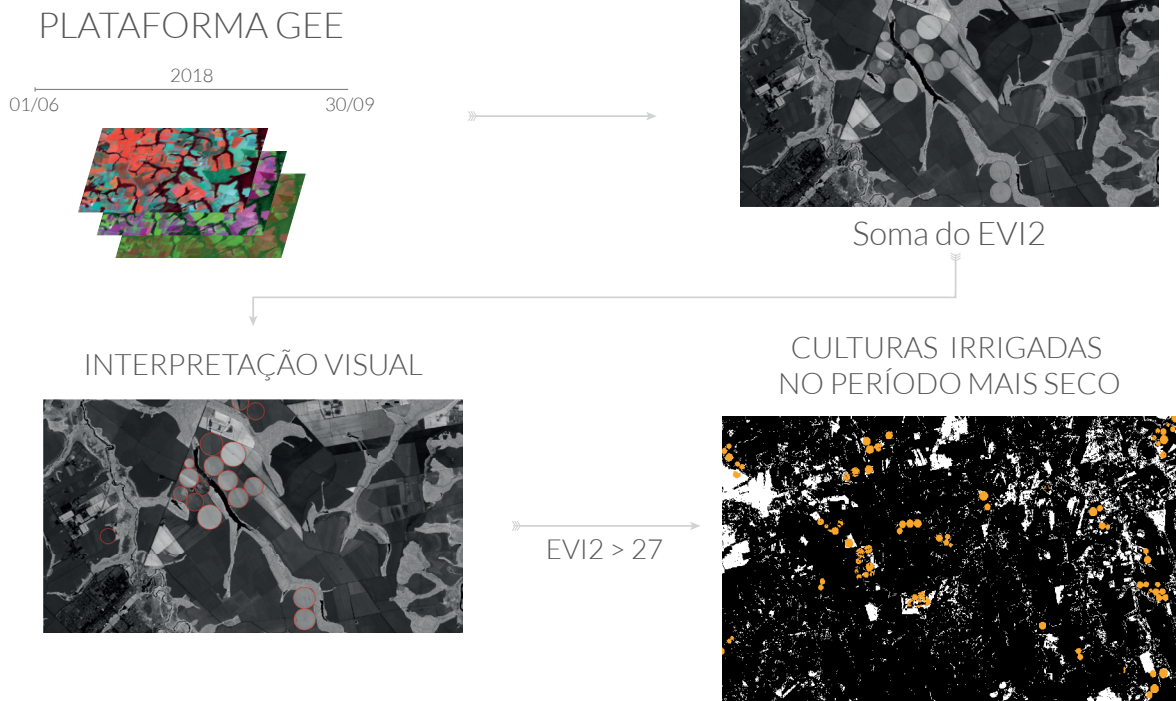 PLATAFORMA GEE
2018
01/06
30/09
Soma do EVI2
INTERPRETAÇÃO VISUAL
EVI2 > 27
CULTURAS IRRIGADAS
NO PERÍODO MAIS SECO